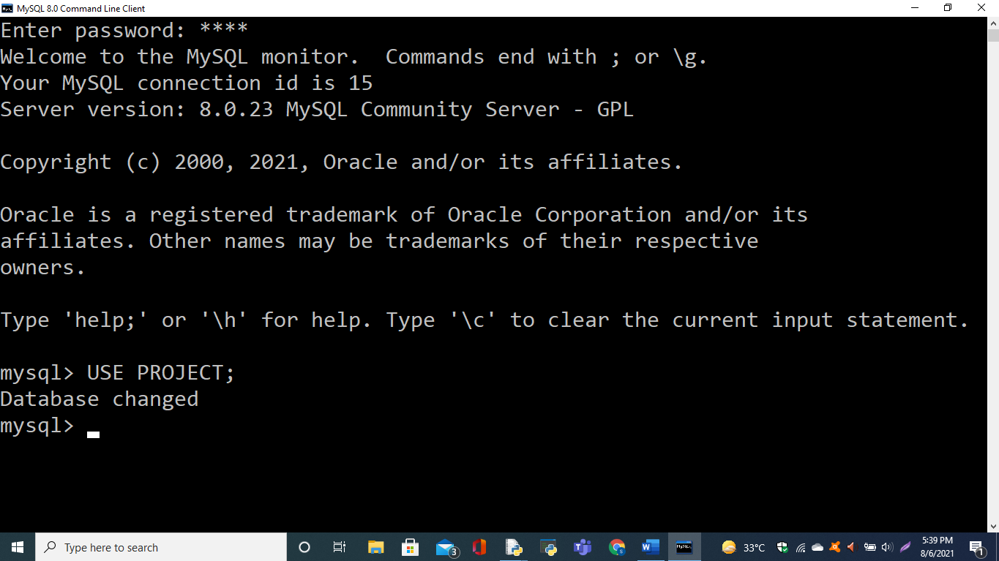 MySQL 8.0 Command Line Client
Enter password: ****
Welcome to the MySQL monitor.  Commands end with ; or \g.
Your MySQL connection id is 15
Server version: 8.0.23 MySQL Community Server - GPL
Copyright (c) 2000, 2021, Oracle and/or its affiliates.
Oracle is a registered trademark of Oracle Corporation and/or its
affiliates. Other names may be trademarks of their respective
owners.
Type 'help;' or '\h' for help. Type '\c' to clear the current input statement.
mysql> USE PROJECT;
Database changed
mysql>
Type here to search
3
33°C
5:39 PM
8/6/2021
1